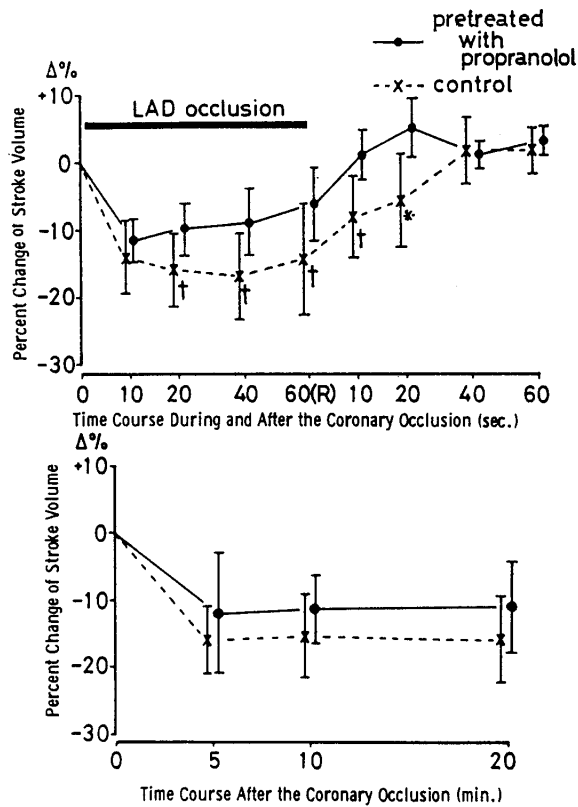 pretreated
with
propranolol
control
Δ%
LAD occlusion
+10
0
-10
-20
-30
Percent Change of Stroke Volume
† † † † *
0 10 20 40 60(R) 10 20 40 60
Time Course During and After the Coronary Occlusion (sec.)
Δ%
+10
0
-10
-20
-30
Percent Change of Stroke Volume
0 5 10 20
Time Course After the Coronary Occlusion (min.)